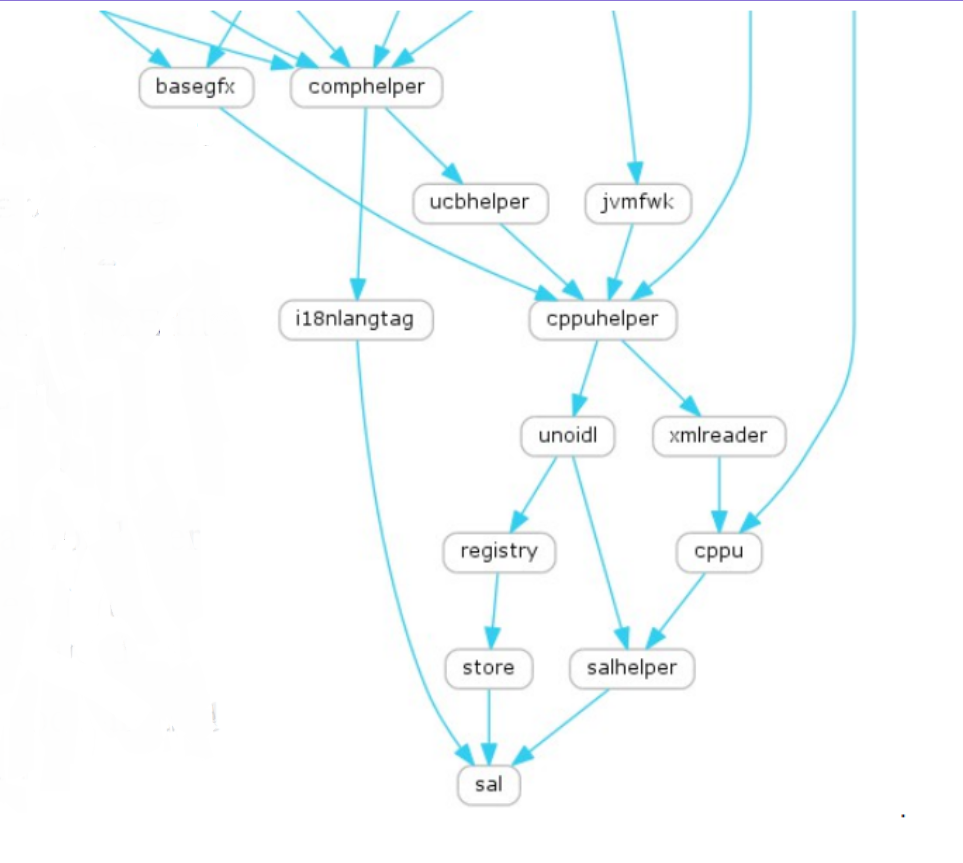 basegfx
comphelper
ucbhelper
jvmfwk
i18nlangtag
cppuhelper
unoidl
xmlreader
registry
cppu
store
salhelper
sal
.